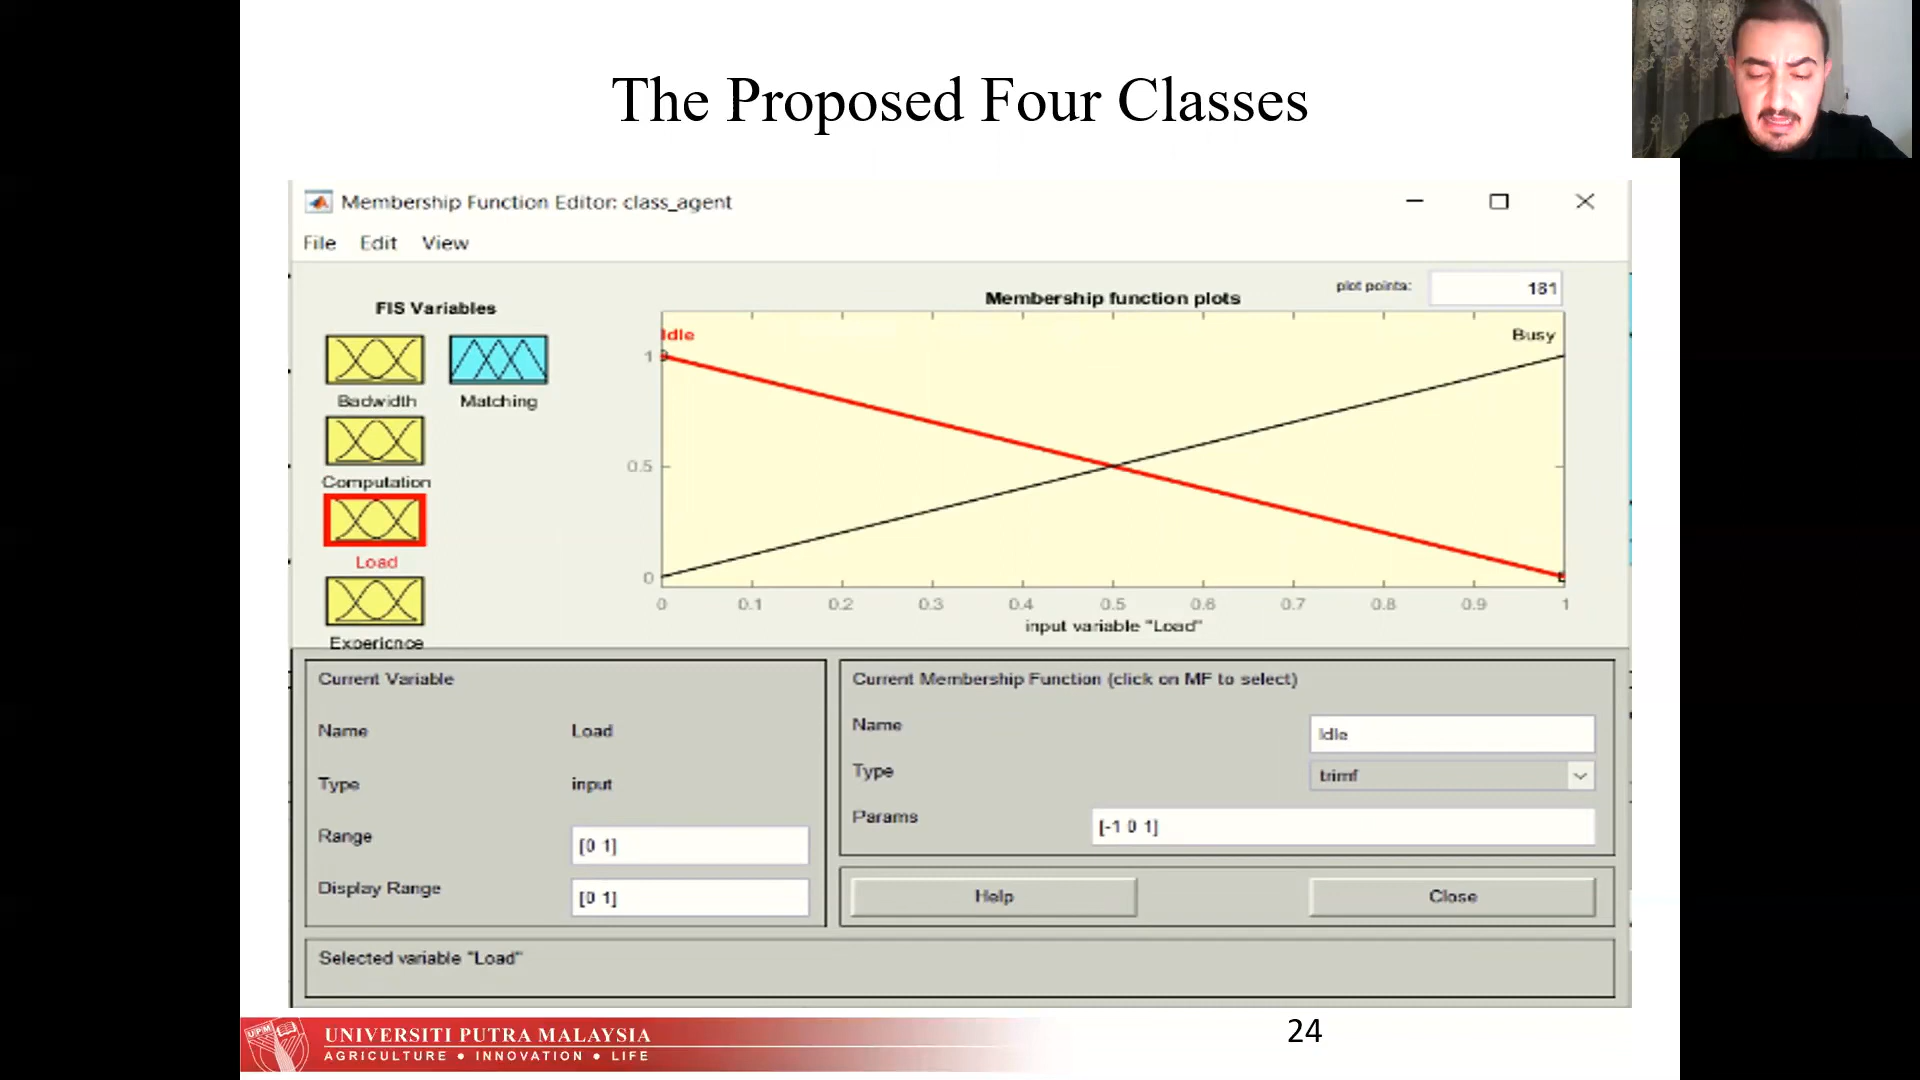 The Proposed Four Classes
Membership Function Editor: class_agent
File Edit View
FIS Variables
Badwidth
Matching
Computation
Load
Expericnce
plot points:
181
Membership function plots
Idle
Busy
1
0.5
0
0 0.1 0.2 0.3 0.4 0.5 0.6 0.7 0.8 0.9 1
input variable "Load"
Current Variable
Name Load
Type input
Range [0 1]
Display Range [0 1]
Current Membership Function (click on MF to select)
Name Idle
Type trimf
Params [-1 0 1]
Help Close
Selected variable "Load"
UPM
UNIVERSITI PUTRA MALAYSIA
AGRICULTURE • INNOVATION • LIFE
24